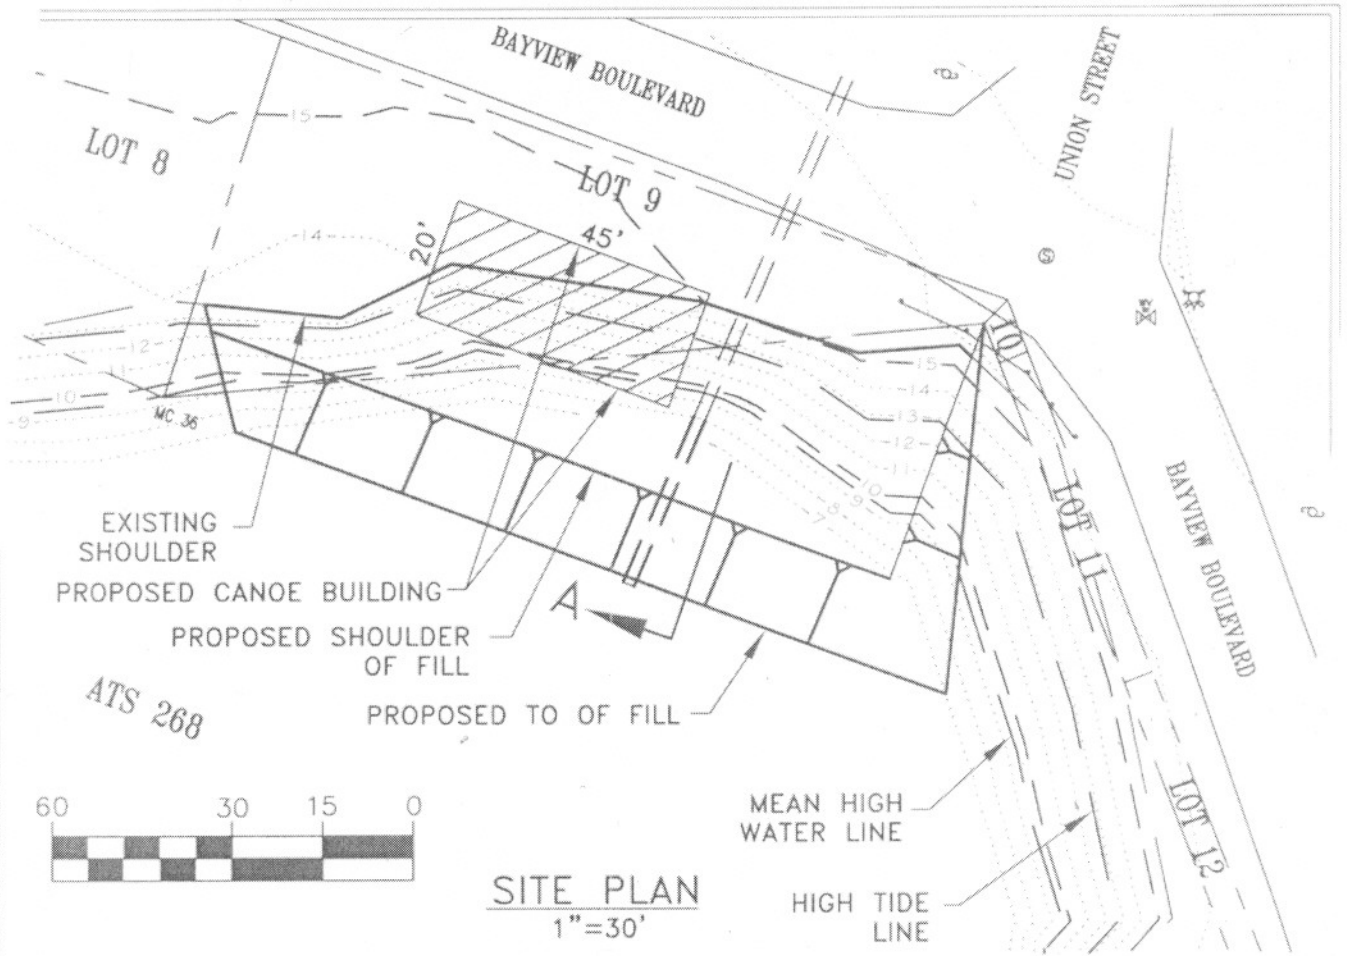 BAYVIEW BOULEVARD
UNION STREET
LOT 8
15
LOT 9
14
20'
45'
S
12
11
10
9
MC 36
10
LOT 11
15
14
13
12
11
10
9
8
7
BAYVIEW BOULEVARD
EXISTING
SHOULDER
PROPOSED CANOE BUILDING
PROPOSED SHOULDER
OF FILL
A
PROPOSED TO OF FILL
ATS 268
60 30 15 0
MEAN HIGH
WATER LINE
LOT 12
HIGH TIDE
LINE
SITE PLAN
1"=30'